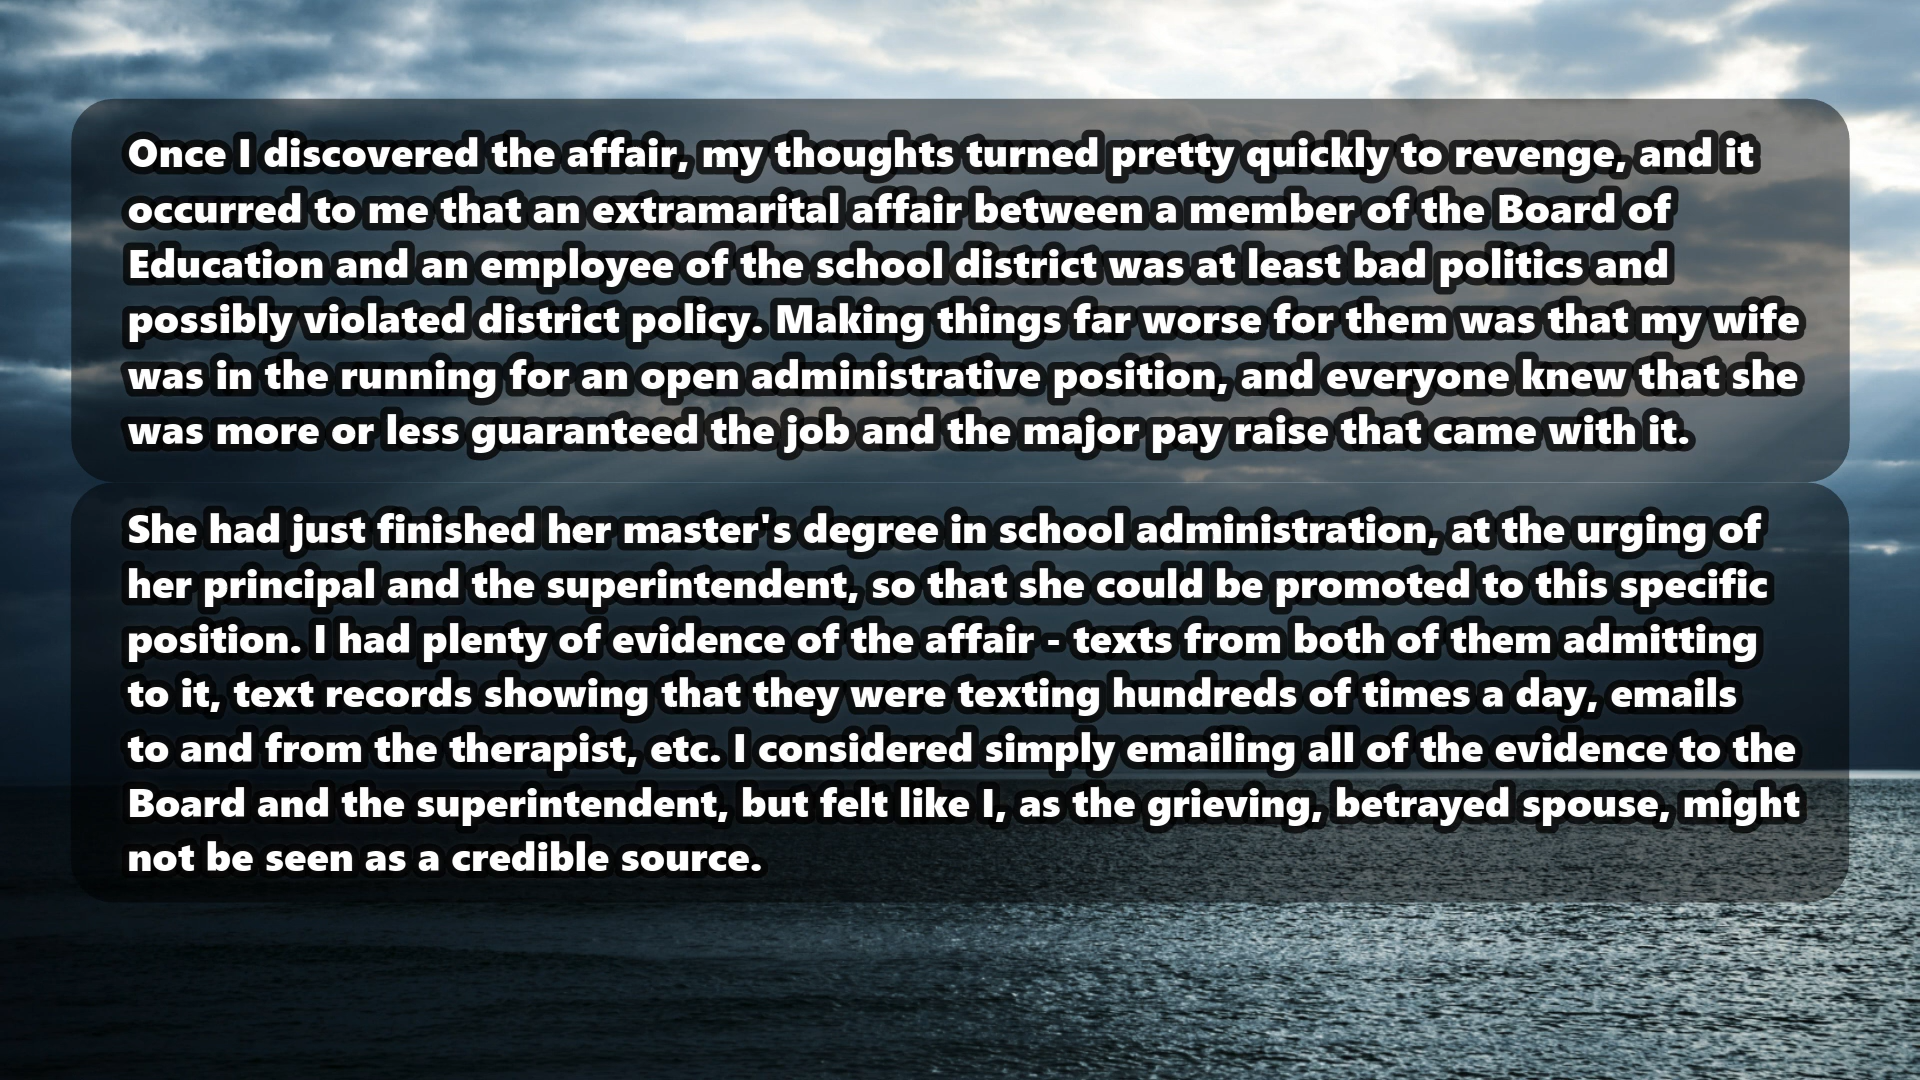 Once I discovered the affair, my thoughts turned pretty quickly to revenge, and it
occurred to me that an extramarital affair between a member of the Board of
Education and an employee of the school district was at least bad politics and
possibly violated district policy. Making things far worse for them was that my wife
was in the running for an open administrative position, and everyone knew that she
was more or less guaranteed the job and the major pay raise that came with it.
She had just finished her master's degree in school administration, at the urging of
her principal and the superintendent, so that she could be promoted to this specific
position. I had plenty of evidence of the affair - texts from both of them admitting
to it, text records showing that they were texting hundreds of times a day, emails
to and from the therapist, etc. I considered simply emailing all of the evidence to the
Board and the superintendent, but felt like I, as the grieving, betrayed spouse, might
not be seen as a credible source.